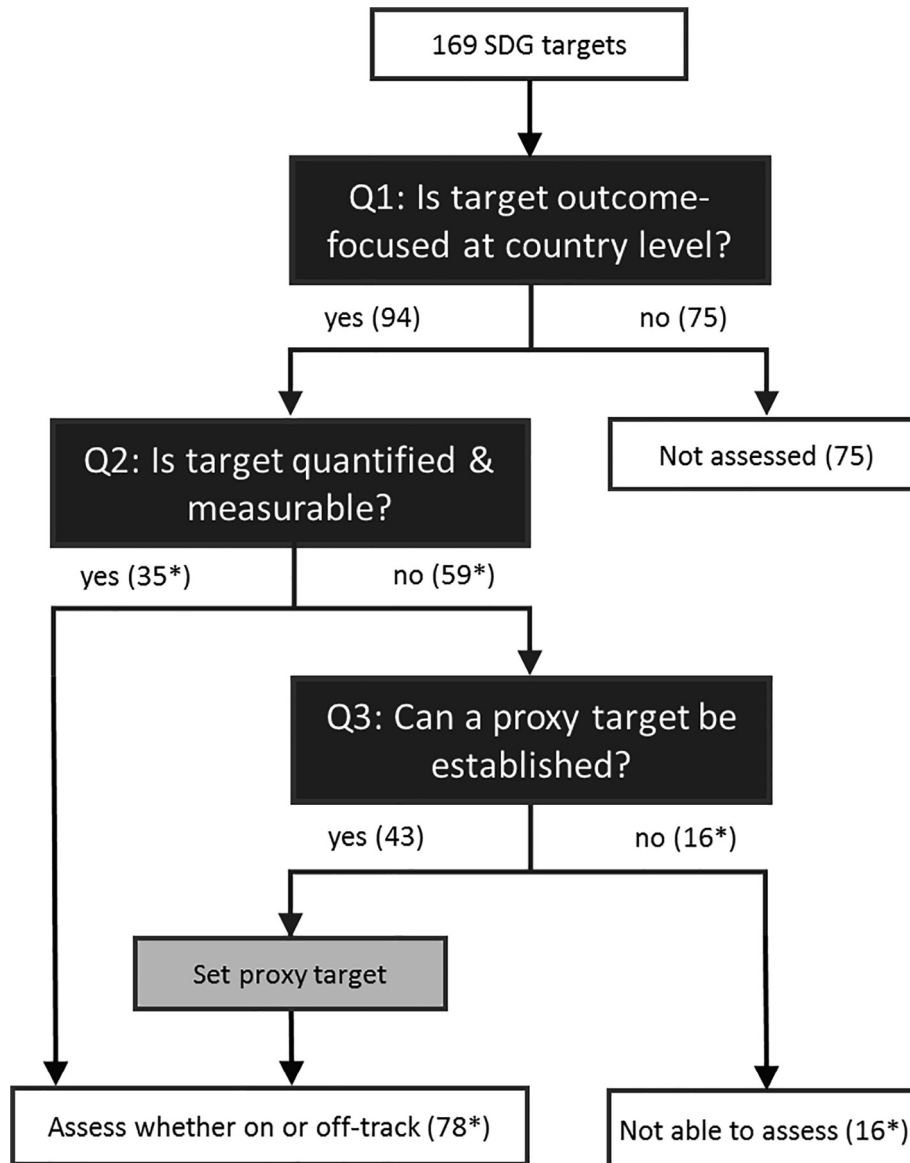 169 SDG targets
Q1: Is target outcome-
focused at country level?
yes (94)
no (75)
Q2: Is target quantified &
measurable?
Not assessed (75)
yes (35*)
no (59*)
Q3: Can a proxy target be
established?
yes (43)
no (16*)
Set proxy target
Assess whether on or off-track (78*)
Not able to assess (16*)